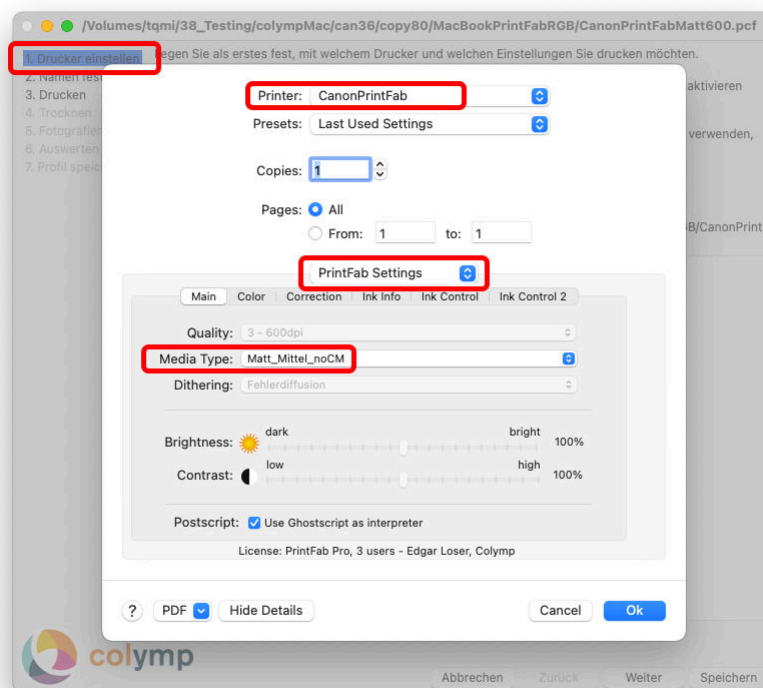 /Volumes/tqmi/38_Testing/colympMac/can36/copy80/MacBookPrintFabRGB/CanonPrintFabMatt600.pcf
1. Drucker einstellen
egen Sie als erstes fest, mit welchem Drucker und welchen Einstellungen Sie drucken möchten.
2. Namen fest
3. Drucken
4. Trocknen
5. Fotografier
6. Auswerten
7. Profil speic
aktivieren
verwenden,
GB/CanonPrint
Printer: CanonPrintFab
Presets: Last Used Settings
Copies: 1
Pages: All
From: 1 to: 1
PrintFab Settings
Main Color Correction Ink Info Ink Control Ink Control 2
Quality: 3 - 600dpi
Media Type: Matt_Mittel_noCM
Dithering: Fehlerdiffusion
dark bright
Brightness: 100%
low high
Contrast: 100%
Postscript: Use Ghostscript as interpreter
License: PrintFab Pro, 3 users - Edgar Loser, Colymp
? PDF Hide Details Cancel Ok
colymp
Abbrechen Zurück Weiter Speichern